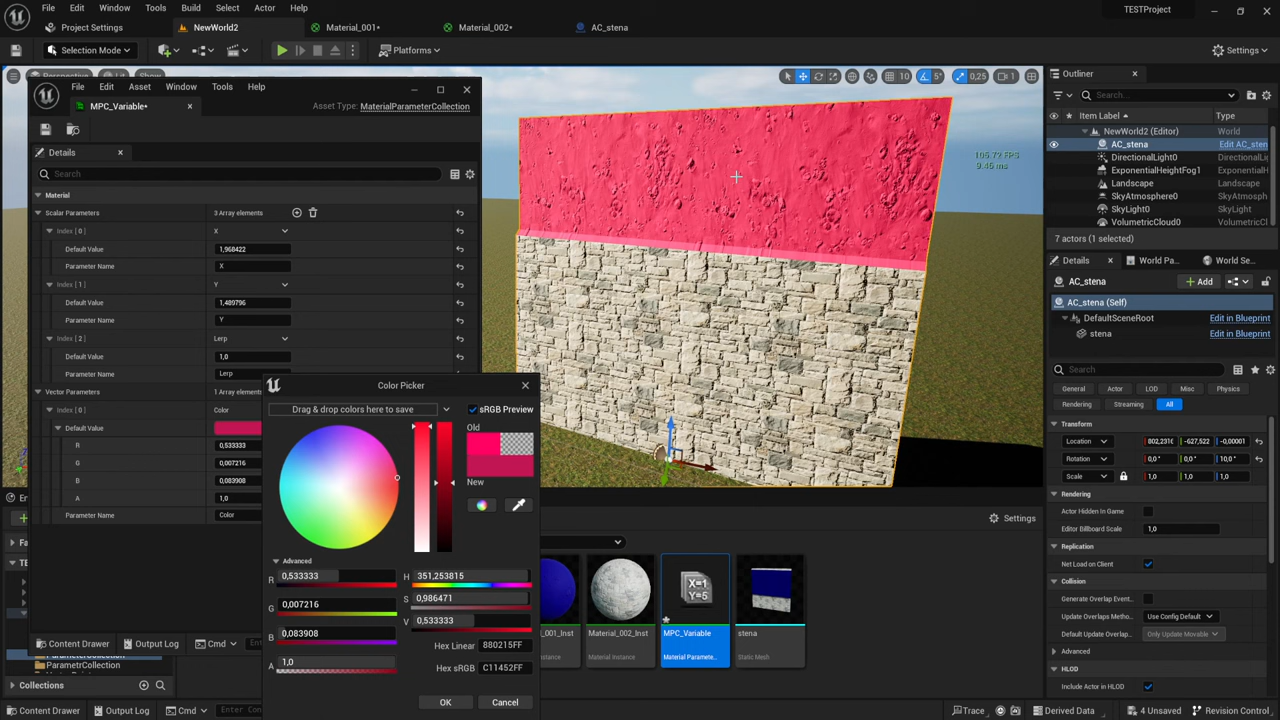 File Edit Window Tools Build Select Actor Help
TESTProject
Project Settings NewWorld2 Material_001* Material_002* AC_stena
Selection Mode Platforms Settings
Perspective Lit Show 10 5° 0,25 1
File Edit Asset Window Tools Help
MPC_Variable* Asset Type: MaterialParameterCollection
Details
Search
Material
Scalar Parameters 3 Array elements
Index [ 0 ] X
Default Value 1,968422
Parameter Name X
Index [ 1 ] Y
Default Value 1,489796
Parameter Name Y
Index [ 2 ] Lerp
Default Value 1,0
Parameter Name Lerp
Vector Parameters 1 Array elements
Index [ 0 ] Color
Default Value
R 0,533333
G 0,007216
B 0,083908
A 1,0
Parameter Name Color
Content Drawer Output Log Cmd
Color Picker
Drag & drop colors here to save sRGB Preview
Old
New
Advanced
R 0,533333 H 351,253815
G 0,007216 S 0,986471
B 0,083908 V 0,533333
A 1,0 Hex Linear 880215FF
Hex sRGB C11452FF
OK Cancel
105.72 FPS
9.46 ms
Settings
_001_Inst Material_002_Inst MPC_Variable stena
Material Instance Material Paramete... Static Mesh
X=1
Y=5
ParametrCollection
Collections
Content Drawer Output Log Cmd
Outliner
Search...
Item Label Type
NewWorld2 (Editor) World
AC_stena Edit AC_sten
DirectionalLight0 DirectionalLi
ExponentialHeightFog1 ExponentialH
Landscape Landscape
SkyAtmosphere0 SkyAtmosph
SkyLight0 SkyLight
VolumetricCloud0 VolumetricCl
7 actors (1 selected)
Details World Pa... World Se...
AC_stena Add
AC_stena (Self)
DefaultSceneRoot Edit in Blueprint
stena Edit in Blueprint
Search
General Actor LOD Misc Physics
Rendering Streaming All
Transform
Location 802,231 -627,522 -0,00001
Rotation 0,0 ° 0,0 ° 10,0 °
Scale 1,0 1,0 1,0
Rendering
Actor Hidden In Game
Editor Billboard Scale 1,0
Replication
Net Load on Client
Collision
Generate Overlap Event...
Update Overlaps Metho... Use Config Default
Default Update Overlap... Only Update Movable
Advanced
HLOD
Include Actor in HLOD
Trace Derived Data 4 Unsaved Revision Control